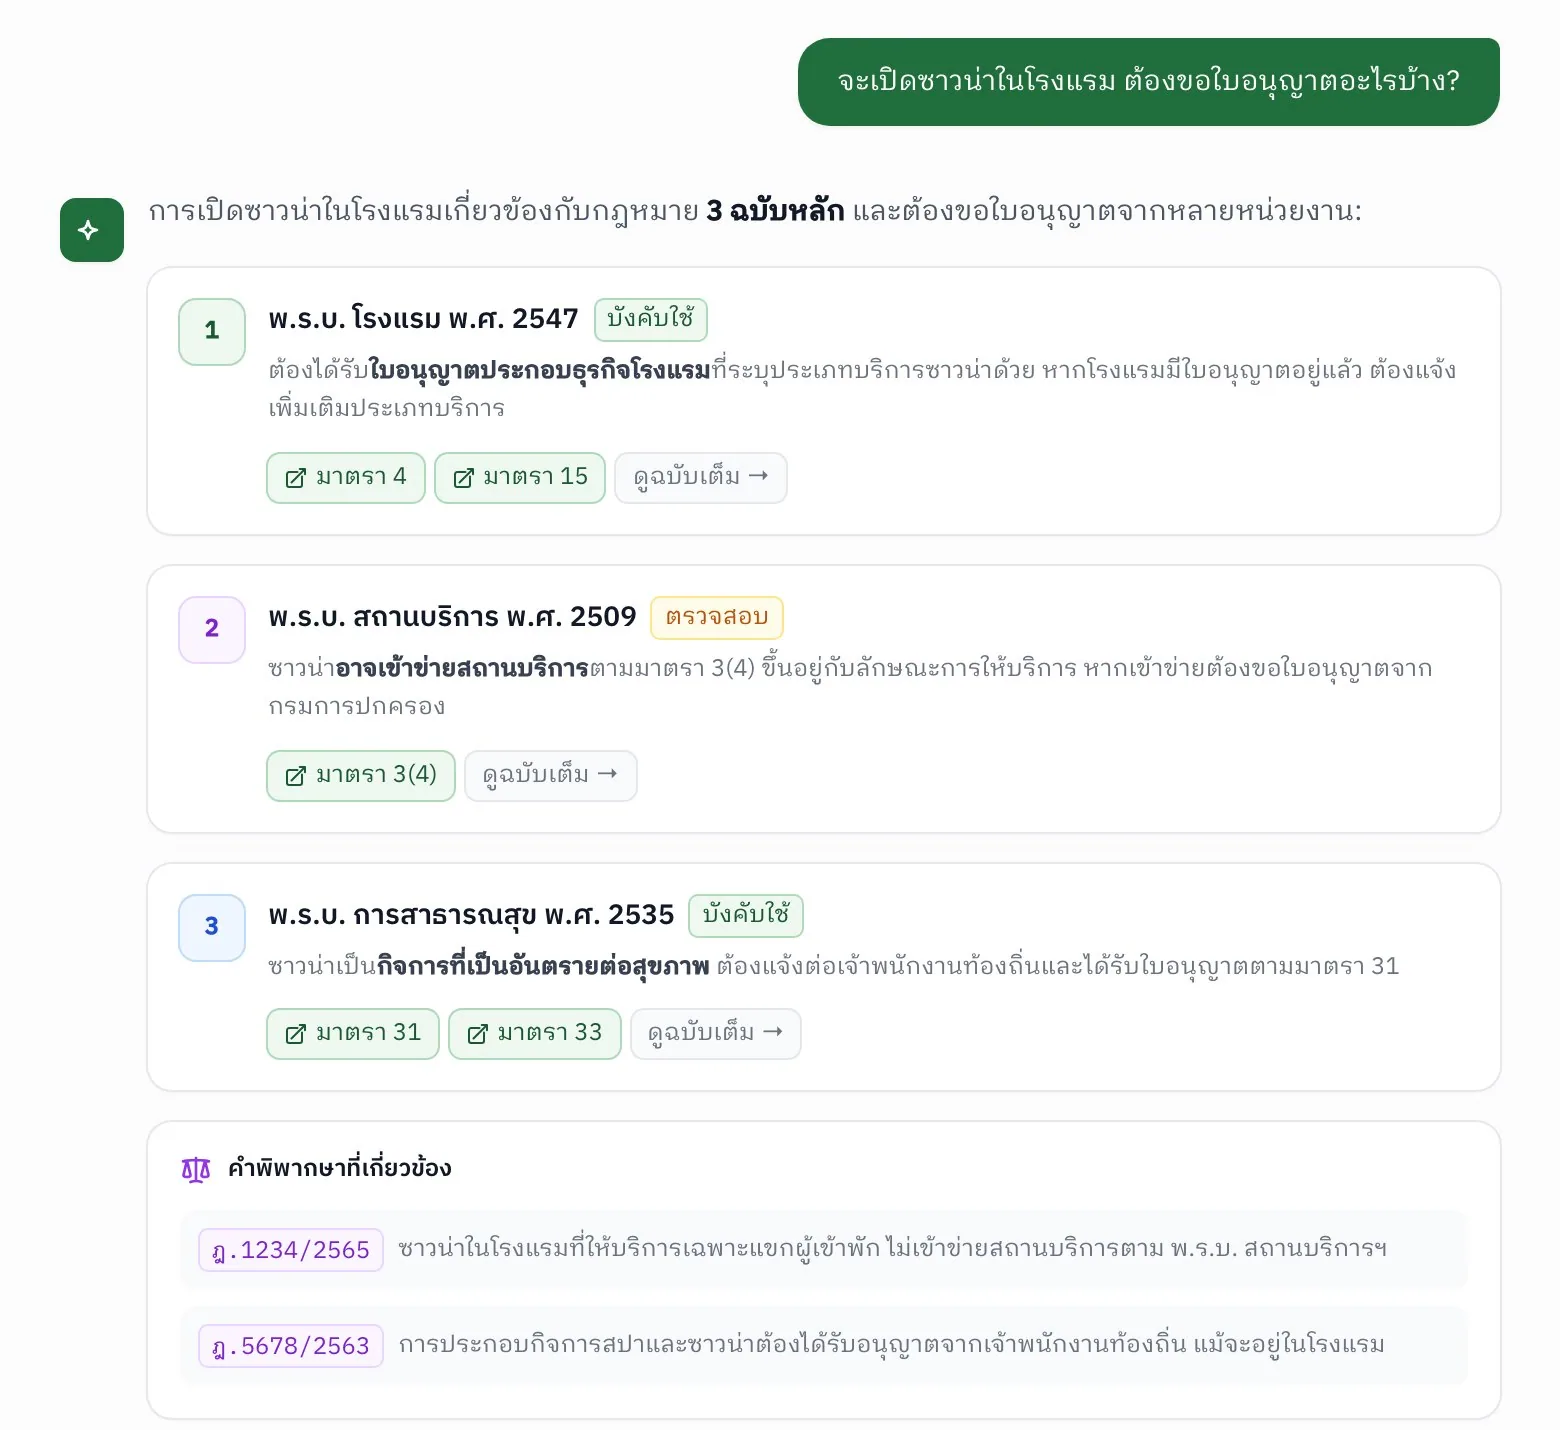 จะเปิดซาวน่าในโรงแรม ต้องขอใบอนุญาตอะไรบ้าง?
การเปิดซาวน่าในโรงแรมเกี่ยวข้องกับกฎหมาย 3 ฉบับหลัก และต้องขอใบอนุญาตจากหลายหน่วยงาน:
1 พ.ร.บ. โรงแรม พ.ศ. 2547 บังคับใช้
ต้องได้รับใบอนุญาตประกอบธุรกิจโรงแรมที่ระบุประเภทบริการซาวน่าด้วย หากโรงแรมมีใบอนุญาตอยู่แล้ว ต้องแจ้ง
เพิ่มเติมประเภทบริการ
มาตรา 4 มาตรา 15 ดูฉบับเต็ม →
2 พ.ร.บ. สถานบริการ พ.ศ. 2509 ตรวจสอบ
ซาวน่าอาจเข้าข่ายสถานบริการตามมาตรา 3(4) ขึ้นอยู่กับลักษณะการให้บริการ หากเข้าข่ายต้องขอใบอนุญาตจาก
กรมการปกครอง
มาตรา 3(4) ดูฉบับเต็ม →
3 พ.ร.บ. การสาธารณสุข พ.ศ. 2535 บังคับใช้
ซาวน่าเป็นกิจการที่เป็นอันตรายต่อสุขภาพ ต้องแจ้งต่อเจ้าพนักงานท้องถิ่นและได้รับใบอนุญาตตามมาตรา 31
มาตรา 31 มาตรา 33 ดูฉบับเต็ม →
คำพิพากษาที่เกี่ยวข้อง
ฎ.1234/2565 ซาวน่าในโรงแรมที่ให้บริการเฉพาะแขกผู้เข้าพัก ไม่เข้าข่ายสถานบริการตาม พ.ร.บ. สถานบริการฯ
ฎ.5678/2563 การประกอบกิจการสปาและซาวน่าต้องได้รับอนุญาตจากเจ้าพนักงานท้องถิ่น แม้จะอยู่ในโรงแรม